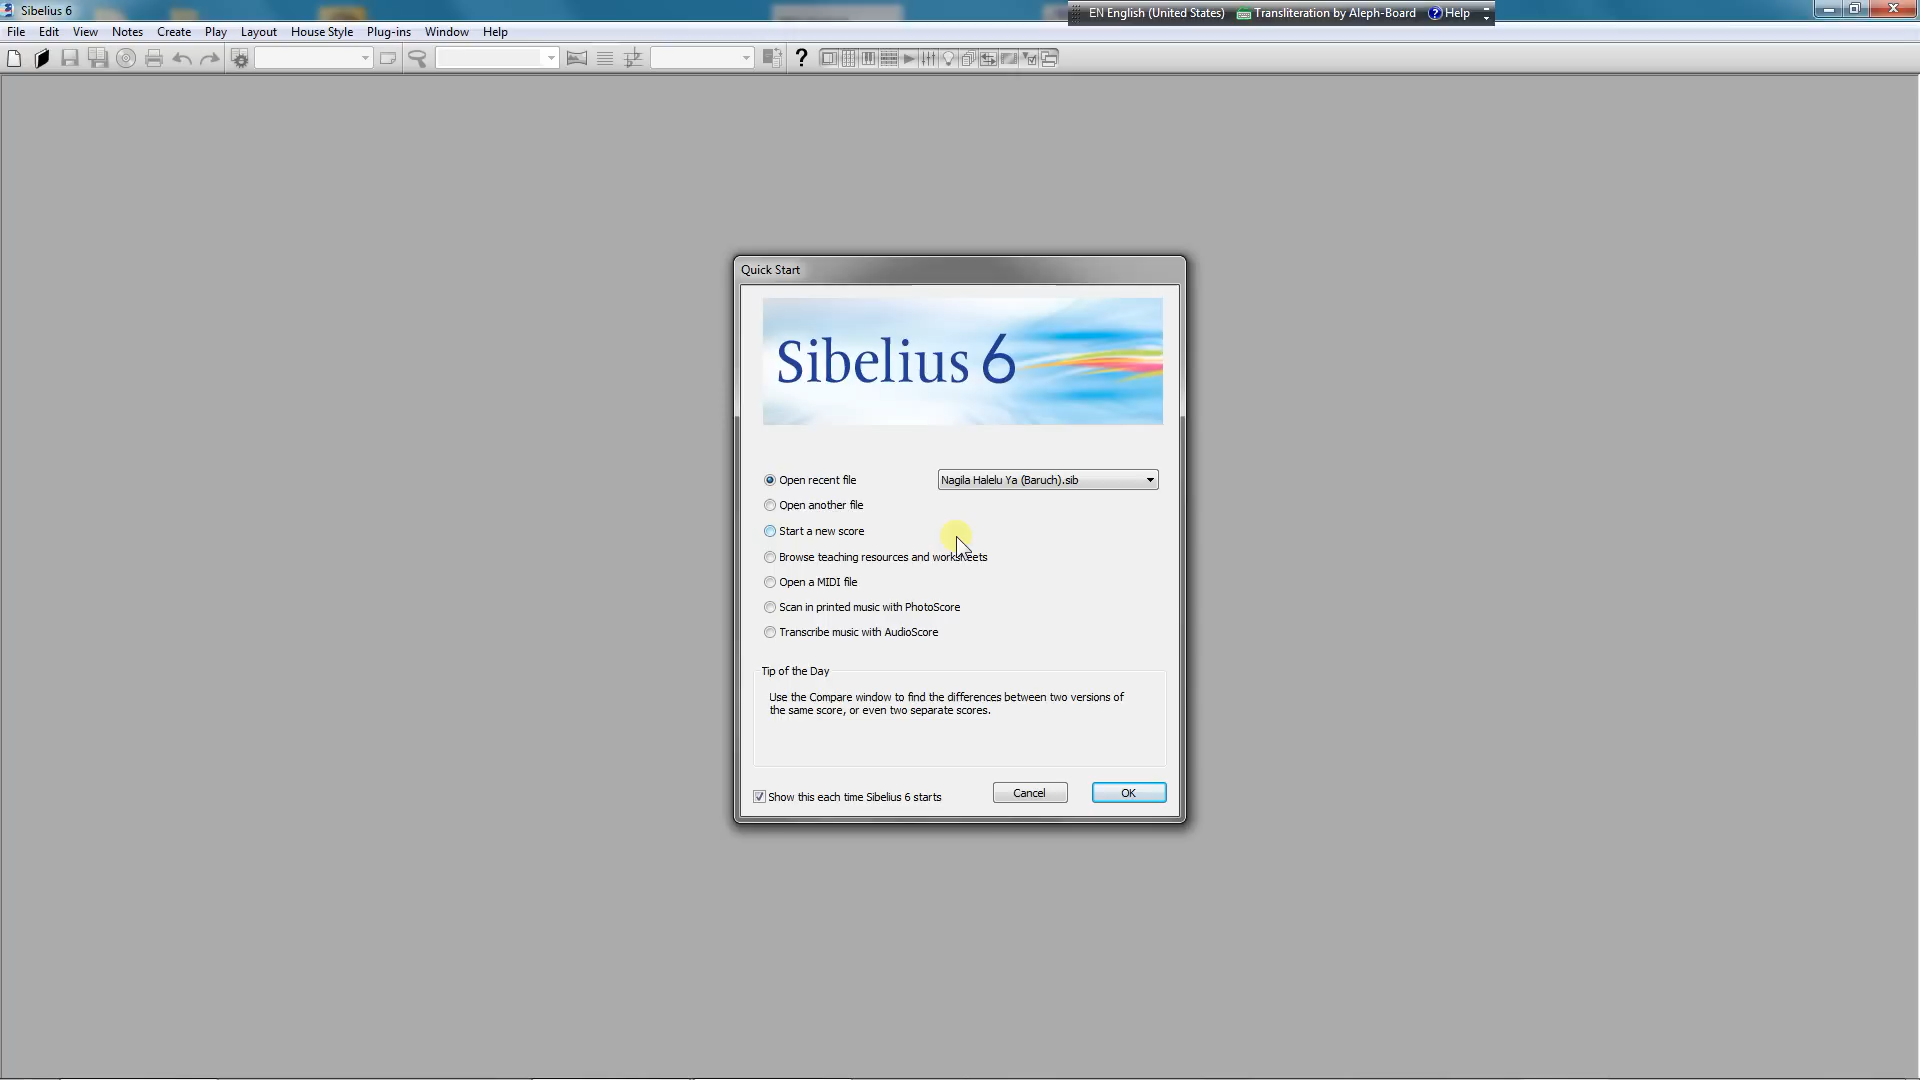 Sibelius 6
EN English (United States) Transliteration by Aleph-Board Help
File Edit View Notes Create Play Layout House Style Plug-ins Window Help
Quick Start
Sibelius 6
Open recent file Nagila Halelu Ya (Baruch).sib
Open another file
Start a new score
Browse teaching resources and worksheets
Open a MIDI file
Scan in printed music with PhotoScore
Transcribe music with AudioScore
Tip of the Day
Use the Compare window to find the differences between two versions of
the same score, or even two separate scores.
Show this each time Sibelius 6 starts Cancel OK